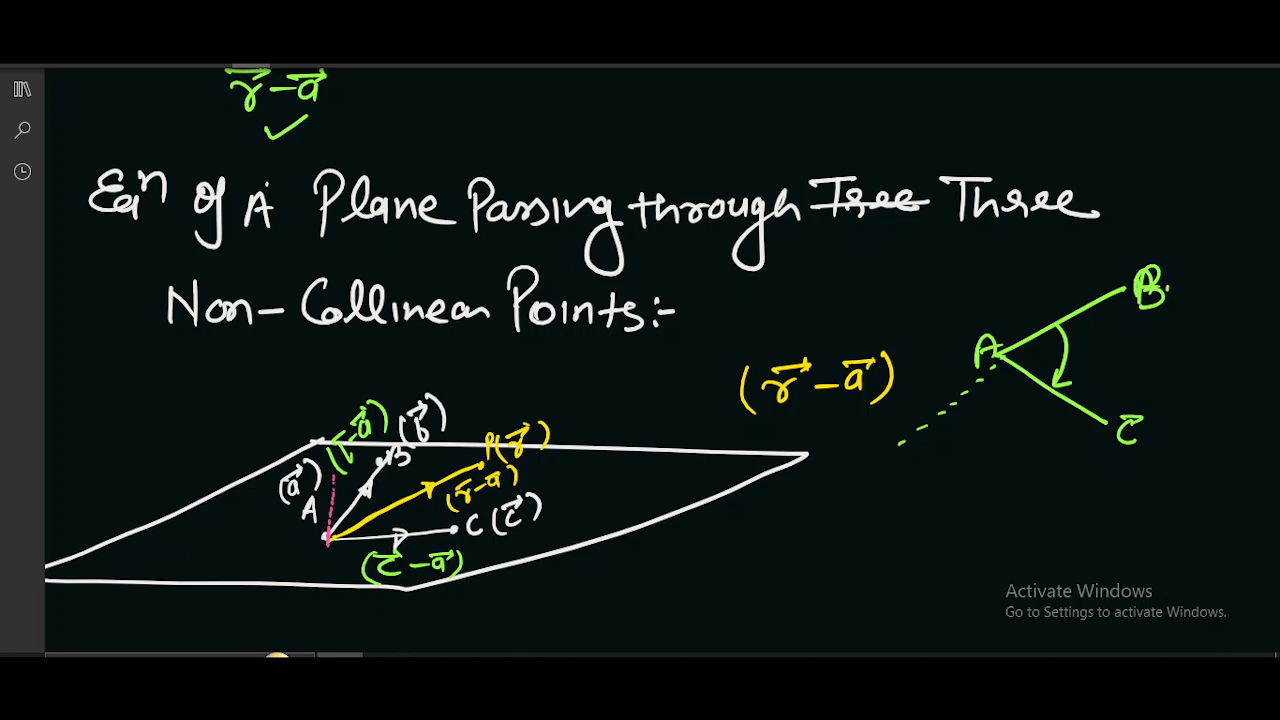 r⃗ – a⃗
Eqⁿ of A Plane Passing through Tree Three
Non-Collinear Points:-
B.
A
(r⃗ – a⃗)
C
(b⃗)
P(r⃗)
B
(a⃗)
(r⃗-a⃗)
A
C (c⃗)
(c⃗ – a⃗)
Activate Windows
Go to Settings to activate Windows.